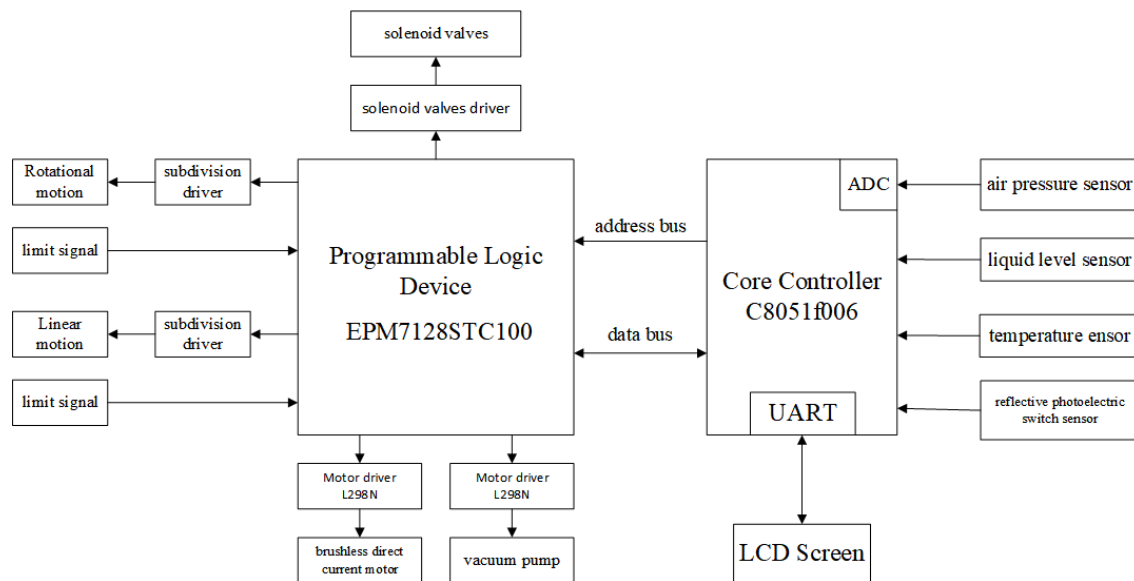 solenoid valves
solenoid valves driver
Rotational
motion
subdivision
driver
limit signal
Linear
motion
subdivision
driver
limit signal
Programmable Logic
Device
EPM7128STC100
address bus
data bus
ADC
Core Controller
C8051f006
UART
air pressure sensor
liquid level sensor
temperature ensor
reflective photoelectric
switch sensor
Motor driver
L298N
Motor driver
L298N
brushless direct
current motor
vacuum pump
LCD Screen